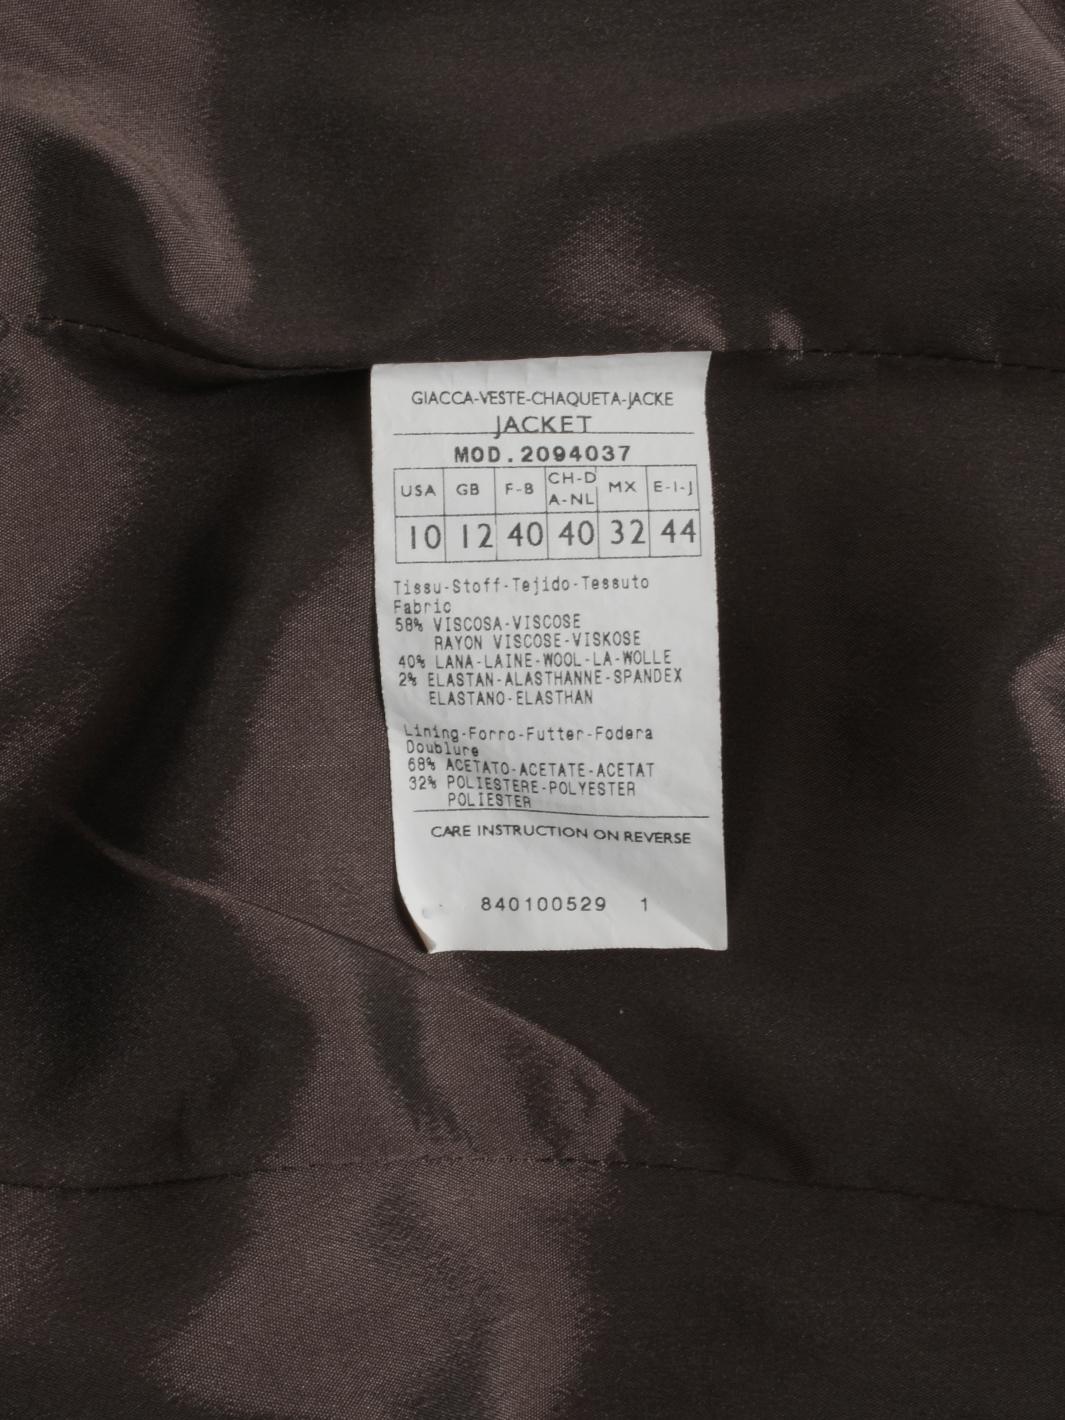 GIACCA-VESTE-CHAQUETA-JACKE
JACKET
MOD.2094037
USA GB F-B CH-D A-NL MX E-I-J
10 12 40 40 32 44
Tissu-Stoff-Tejido-Tessuto
Fabric
58% VISCOSA-VISCOSE
RAYON VISCOSE-VISKOSE
40% LANA-LAINE-WOOL-LA-WOLLE
2% ELASTAN-ALASTHANNE-SPANDEX
ELASTANO-ELASTHAN
Lining-Forro-Futter-Fodera
Doublure
68% ACETATO-ACETATE-ACETAT
32% POLIESTERE-POLYESTER
POLIESTER
CARE INSTRUCTION ON REVERSE
840100529 1